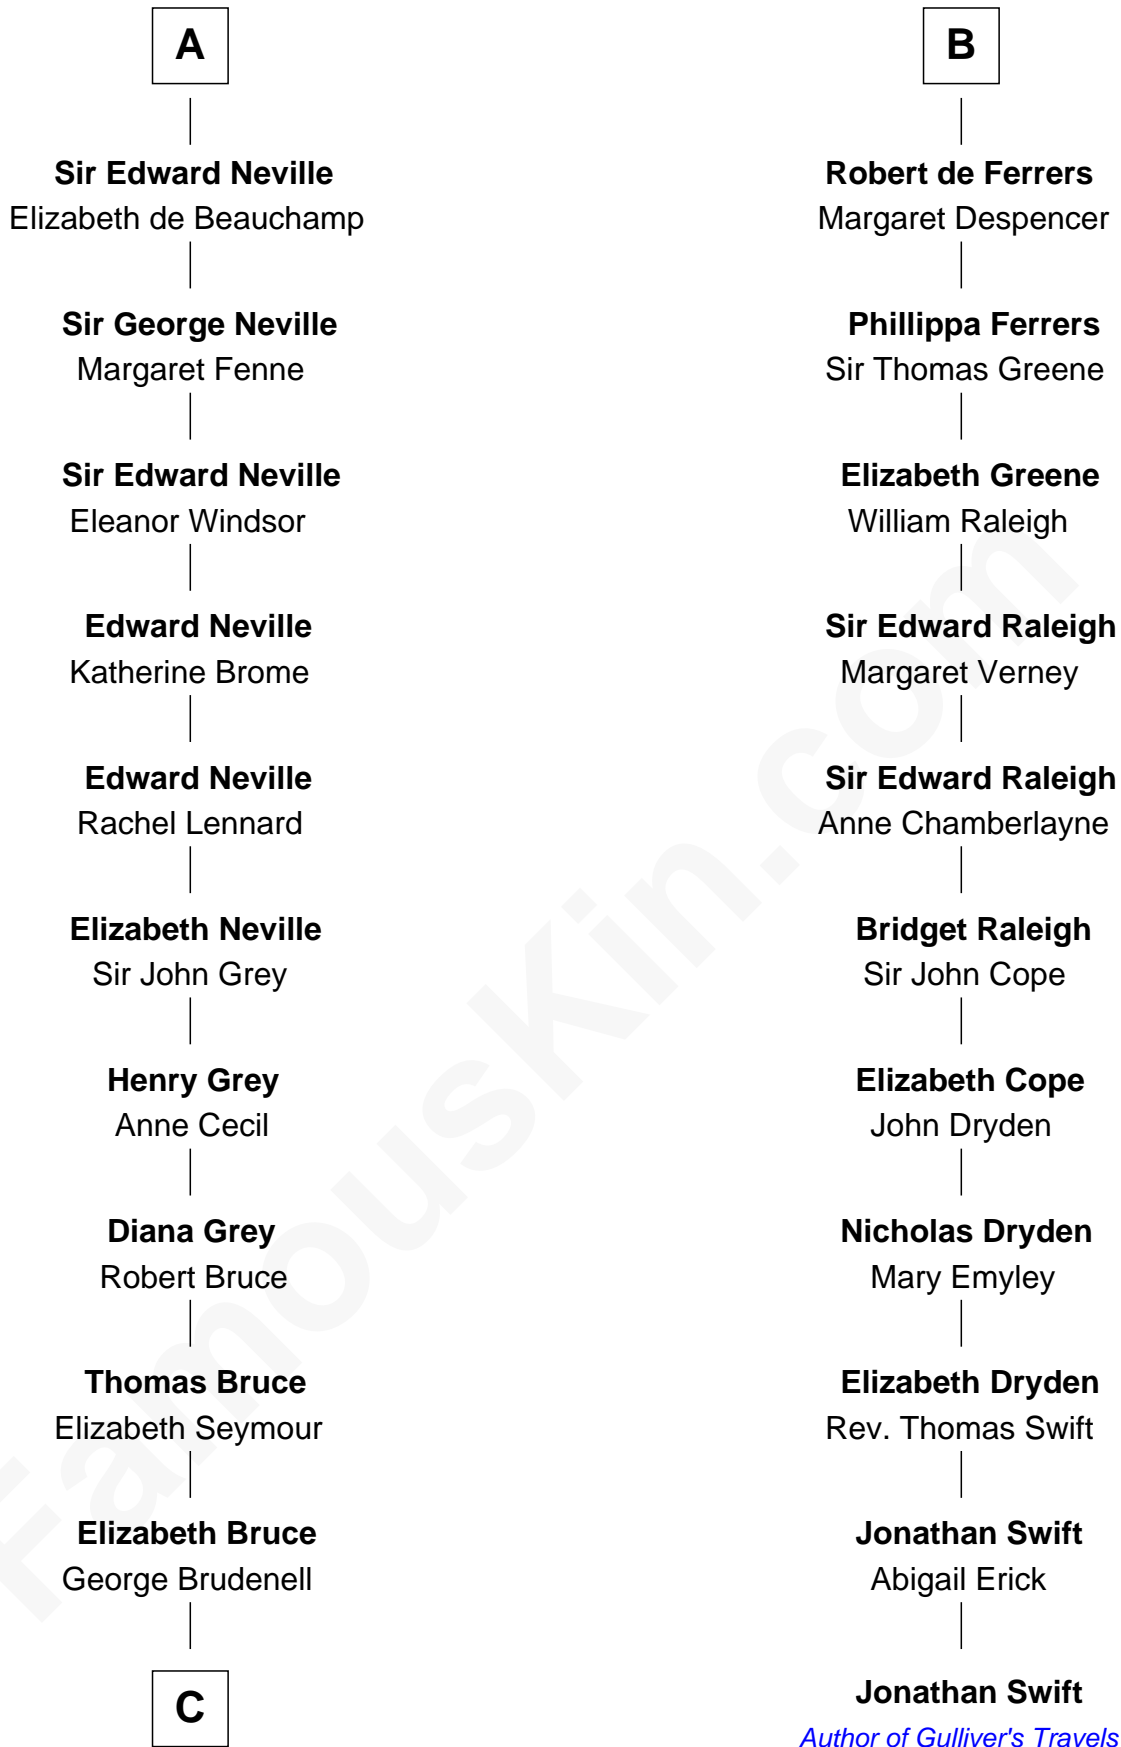 A
Sir Edward Neville
Elizabeth de Beauchamp
Sir George Neville
Margaret Fenne
Sir Edward Neville
Eleanor Windsor
Edward Neville
Katherine Brome
Edward Neville
Rachel Lennard
Elizabeth Neville
Sir John Grey
Henry Grey
Anne Cecil
Diana Grey
Robert Bruce
Thomas Bruce
Elizabeth Seymour
Elizabeth Bruce
George Brudenell
C
B
Robert de Ferrers
Margaret Despencer
Phillippa Ferrers
Sir Thomas Greene
Elizabeth Greene
William Raleigh
Sir Edward Raleigh
Margaret Verney
Sir Edward Raleigh
Anne Chamberlayne
Bridget Raleigh
Sir John Cope
Elizabeth Cope
John Dryden
Nicholas Dryden
Mary Emyley
Elizabeth Dryden
Rev. Thomas Swift
Jonathan Swift
Abigail Erick
Jonathan Swift
Author of Gulliver's Travels
FamousKin.com